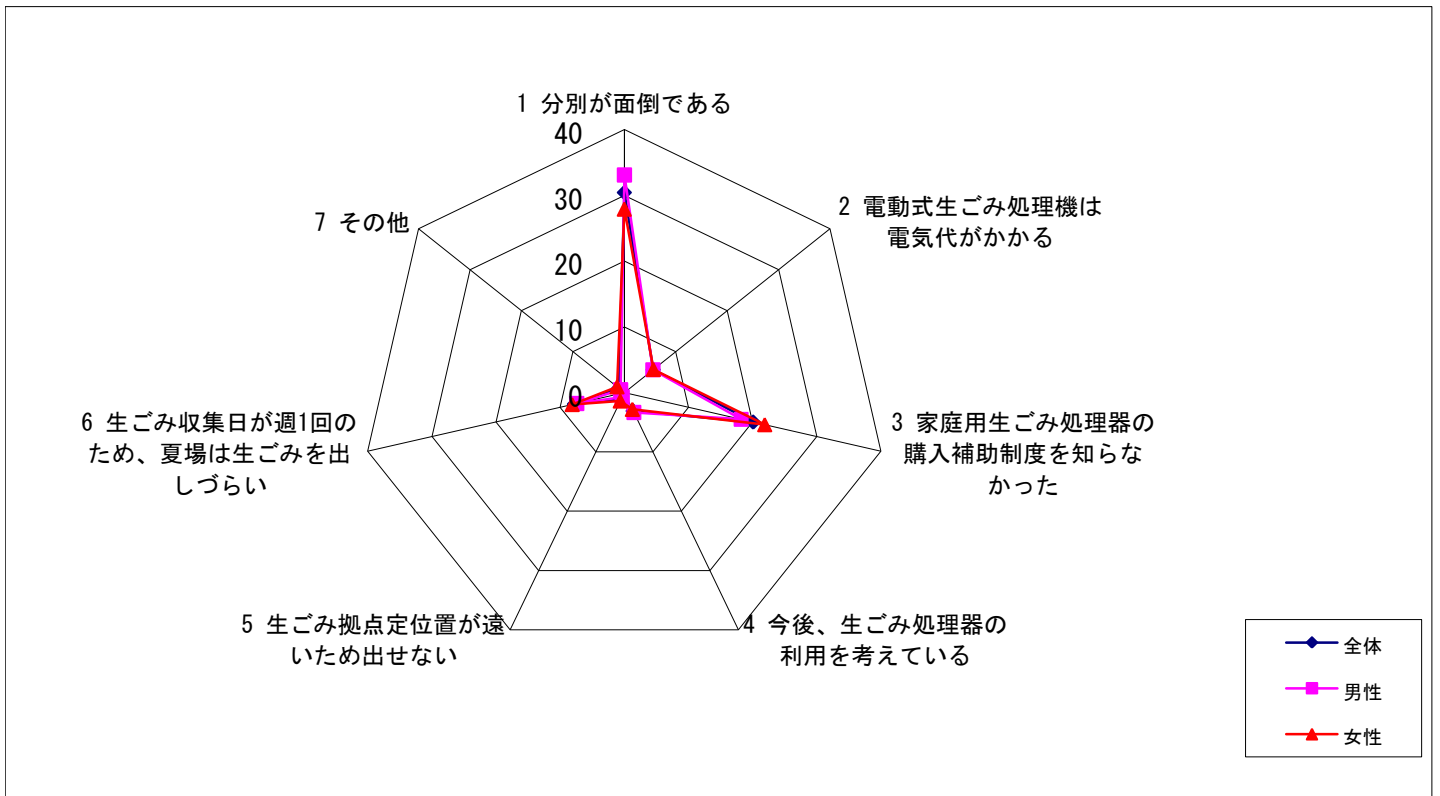 1 分別が面倒である
40
30
20
10
0
2 電動式生ごみ処理機は
電気代がかかる
3 家庭用生ごみ処理器の
購入補助制度を知らな
かった
4 今後、生ごみ処理器の
利用を考えている
5 生ごみ拠点定位置が遠
いため出せない
6 生ごみ収集日が週1回の
ため、夏場は生ごみを出
しづらい
7 その他
全体
男性
女性